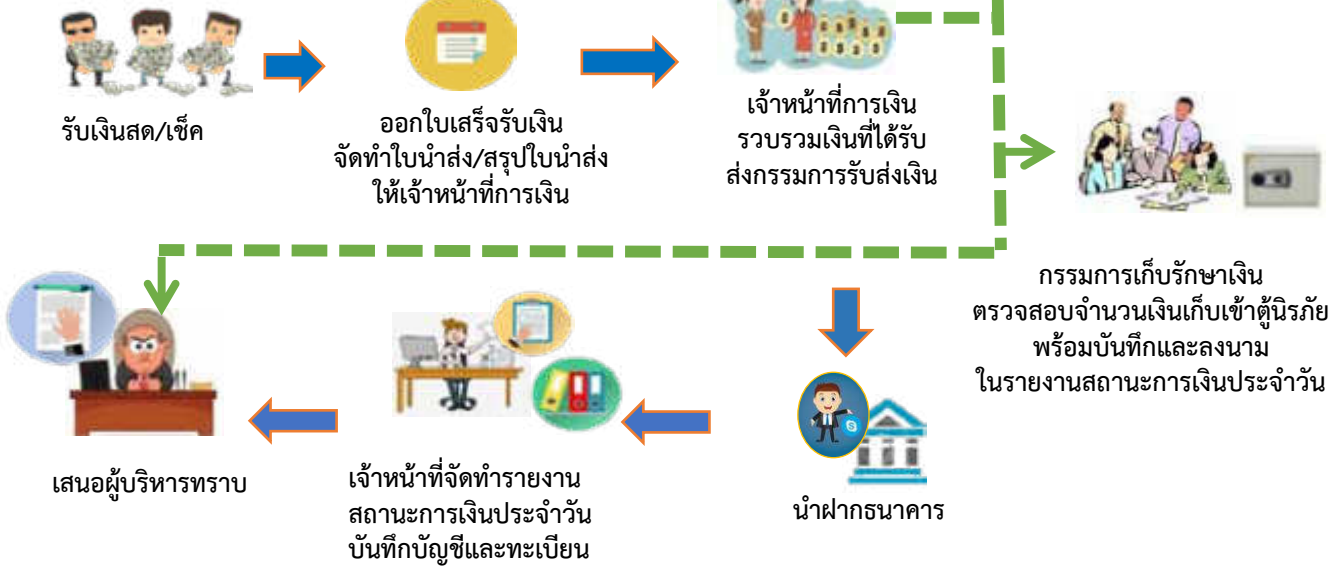 รับเงินสด/เช็ค
ออกใบเสร็จรับเงิน
จัดทำใบนำส่ง/สรุปใบนำส่ง
ให้เจ้าหน้าที่การเงิน
เจ้าหน้าที่การเงิน
รวบรวมเงินที่ได้รับ
ส่งกรรมการรับส่งเงิน
กรรมการเก็บรักษาเงิน
ตรวจสอบจำนวนเงินเก็บเข้าตู้นิรภัย
พร้อมบันทึกและลงนาม
ในรายงานสถานะการเงินประจำวัน
นำฝากธนาคาร
เจ้าหน้าที่จัดทำรายงาน
สถานะการเงินประจำวัน
บันทึกบัญชีและทะเบียน
เสนอผู้บริหารทราบ